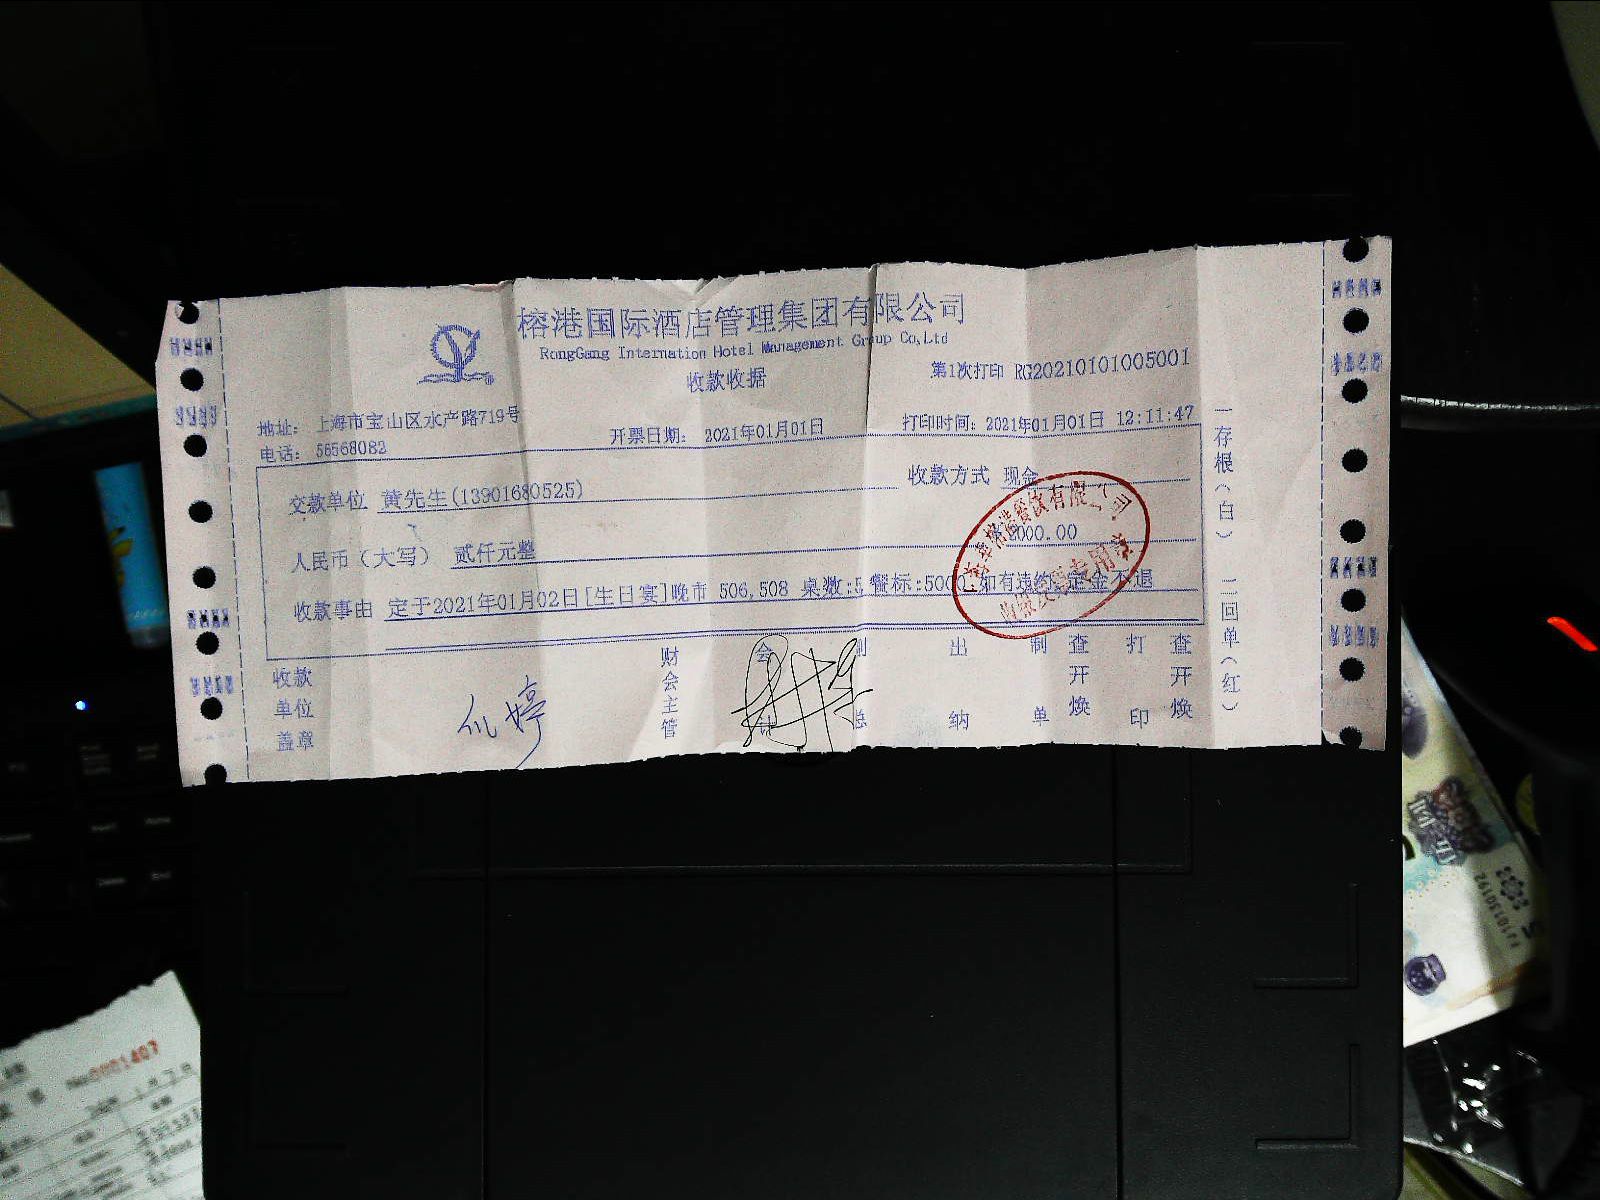 榕港国际酒店管理集团有限公司
RongGang Internation Hotel Management Group Co,Ltd
收款收据
第1次打印 RG20210101005001
地址: 上海市宝山区水产路719号
电话: 56568082
开票日期: 2021年01月01日
打印时间: 2021年01月01日 12:11:47
交款单位 黄先生(13901680525)
收款方式 现金
人民币(大写) 贰仟元整
2000.00
收款事由 定于2021年01月02日[生日宴]晚市 506,508 桌数:5 餐标:5000 如有违约,定金不退
收款单位盖章
财会主管
出纳
制单
查开焕
打印
查开焕
一存根(白) 二回单(红)